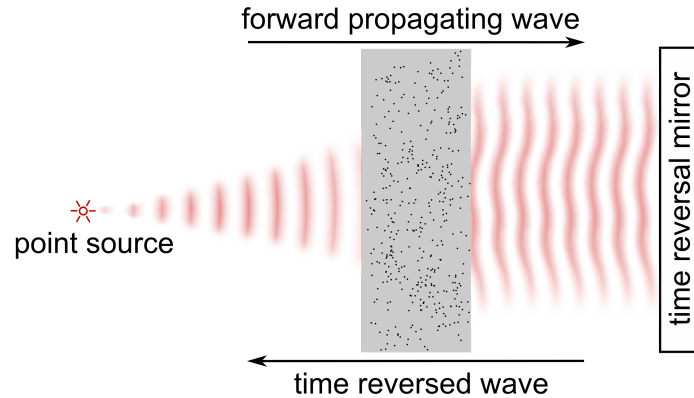 forward propagating wave
point source
time reversal mirror
time reversed wave